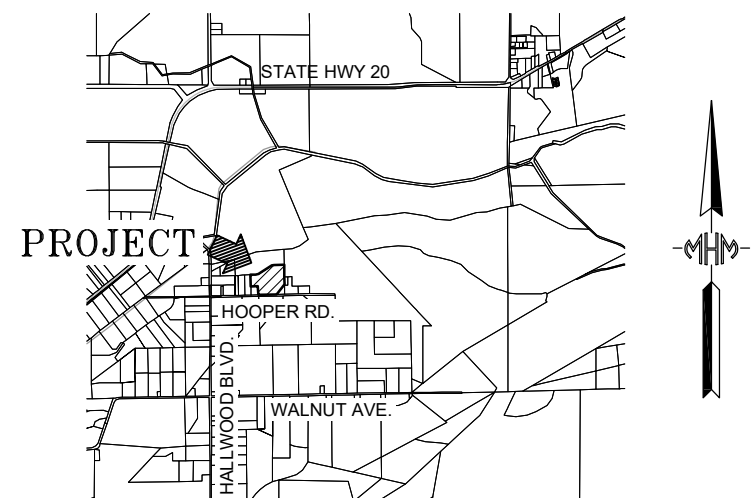 STATE HWY 20
PROJECT
MHM
HOOPER RD.
HALLWOOD BLVD.
WALNUT AVE.